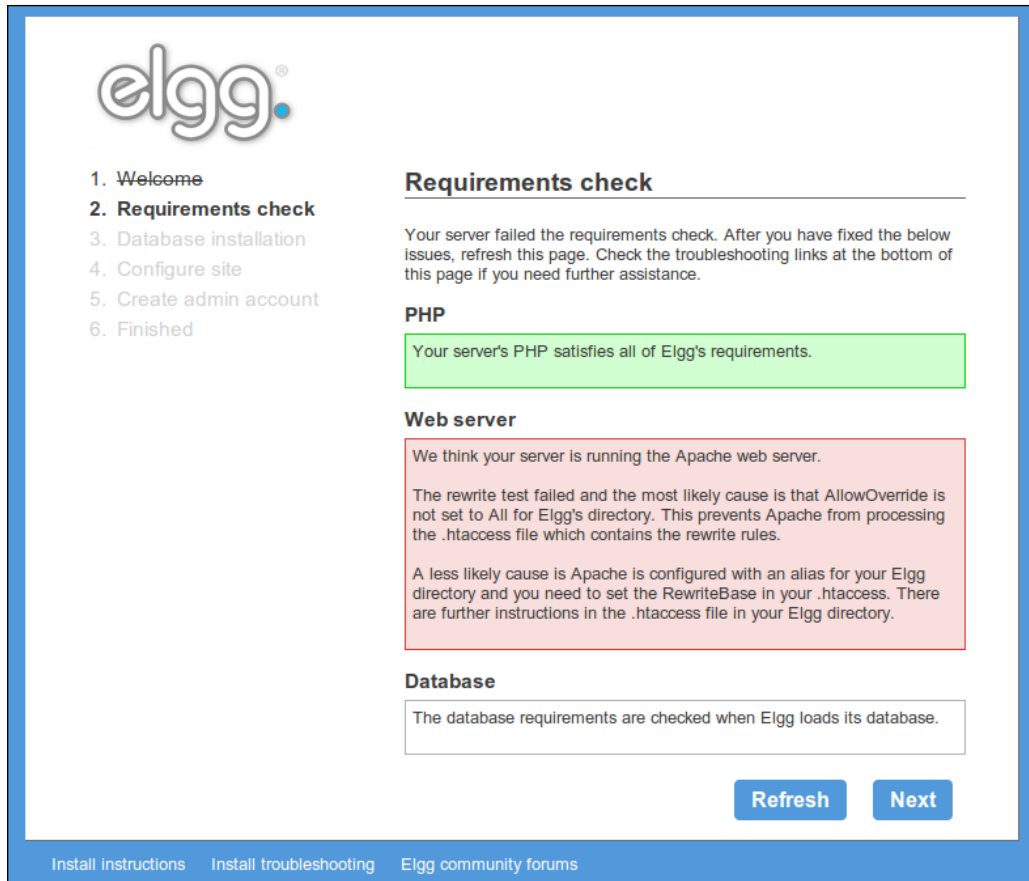 elgg.®
1. Welcome
2. Requirements check
3. Database installation
4. Configure site
5. Create admin account
6. Finished
Requirements check
Your server failed the requirements check. After you have fixed the below
issues, refresh this page. Check the troubleshooting links at the bottom of
this page if you need further assistance.
PHP
Your server's PHP satisfies all of Elgg's requirements.
Web server
We think your server is running the Apache web server.
The rewrite test failed and the most likely cause is that AllowOverride is
not set to All for Elgg's directory. This prevents Apache from processing
the .htaccess file which contains the rewrite rules.
A less likely cause is Apache is configured with an alias for your Elgg
directory and you need to set the RewriteBase in your .htaccess. There
are further instructions in the .htaccess file in your Elgg directory.
Database
The database requirements are checked when Elgg loads its database.
Refresh Next
Install instructions Install troubleshooting Elgg community forums